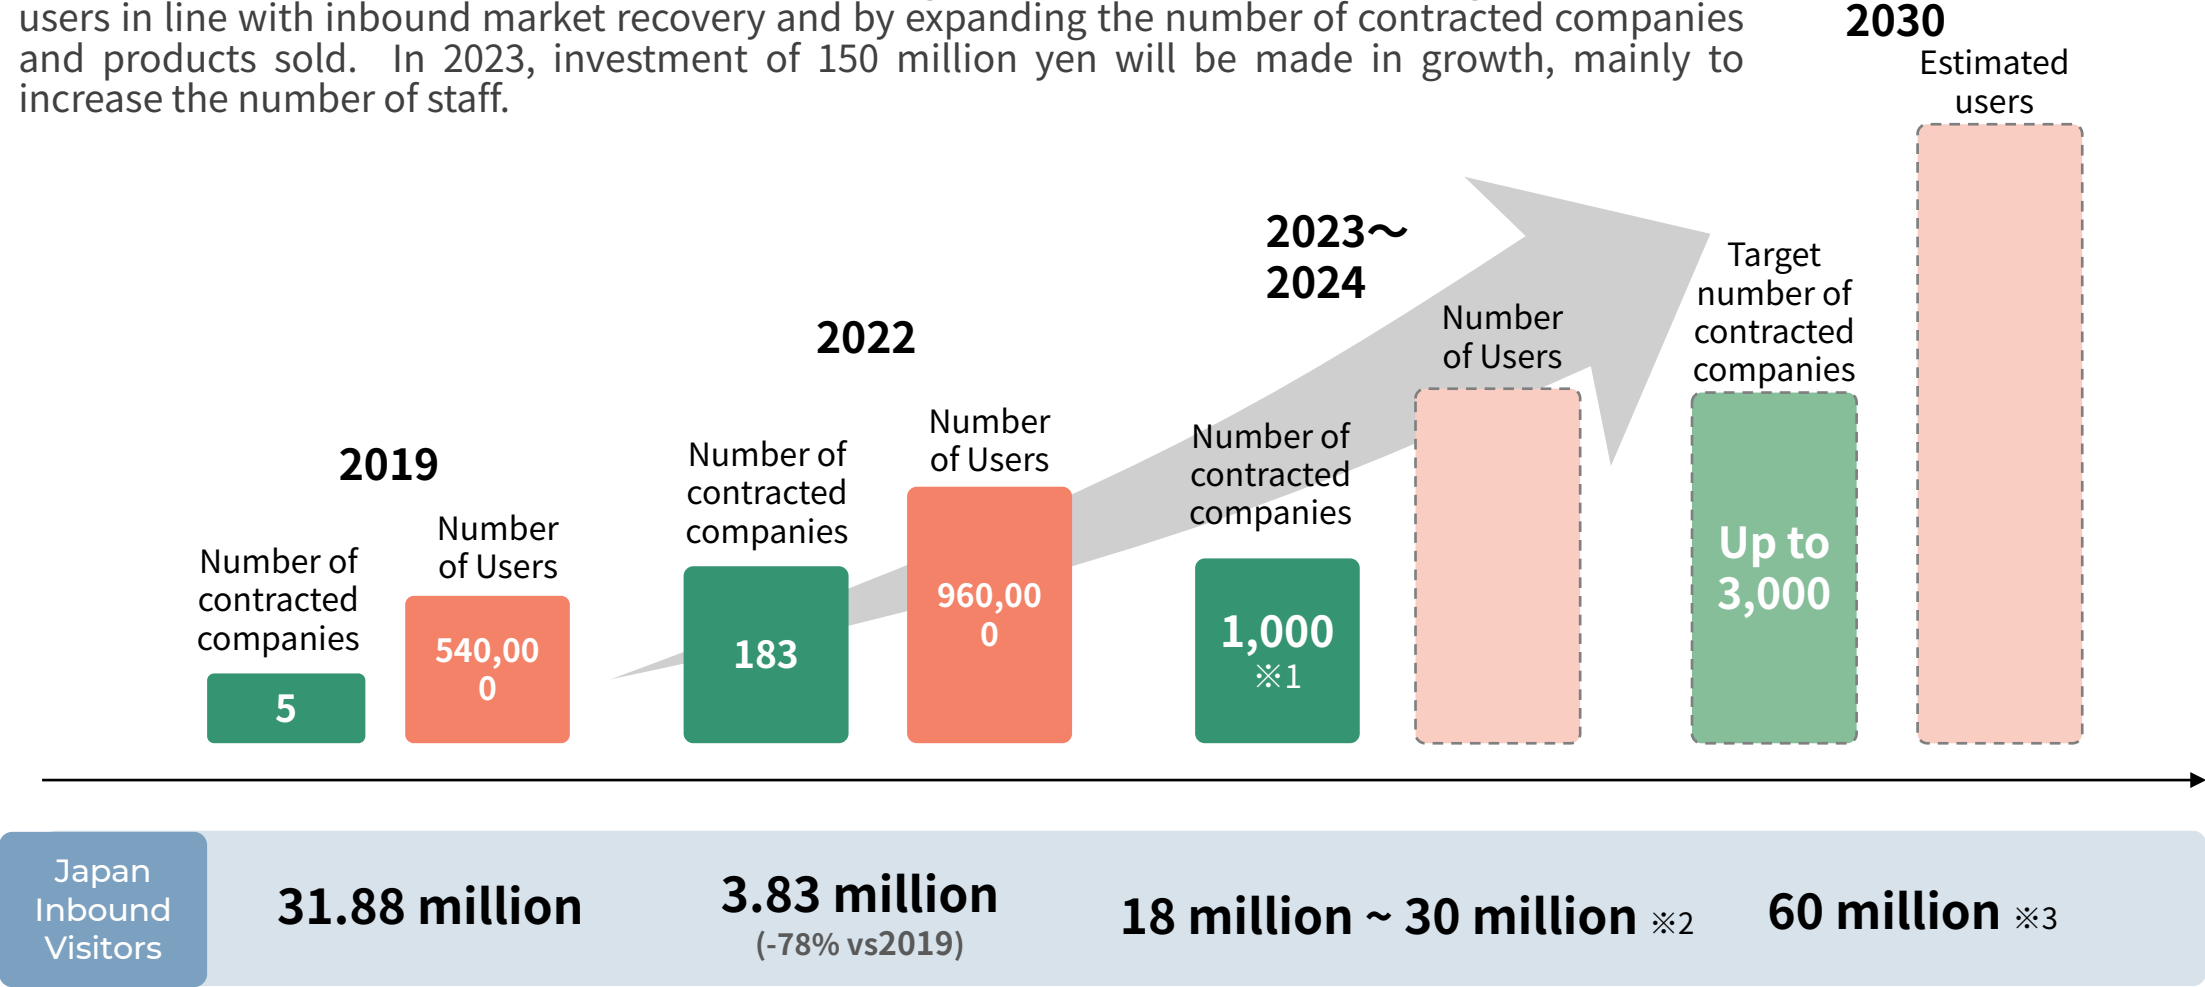 users in line with inbound market recovery and by expanding the number of contracted companies
and products sold. In 2023, investment of 150 million yen will be made in growth, mainly to
increase the number of staff.
2019
Number of
contracted
companies
5
Number
of Users
540,00
0
2022
Number of
contracted
companies
183
Number
of Users
960,00
0
2023～
2024
Number of
contracted
companies
1,000
※1
Number
of Users
2030
Target
number of
contracted
companies
Up to
3,000
Estimated
users
Japan
Inbound
Visitors
31.88 million
3.83 million
(-78% vs2019)
18 million ~ 30 million ※2
60 million ※3